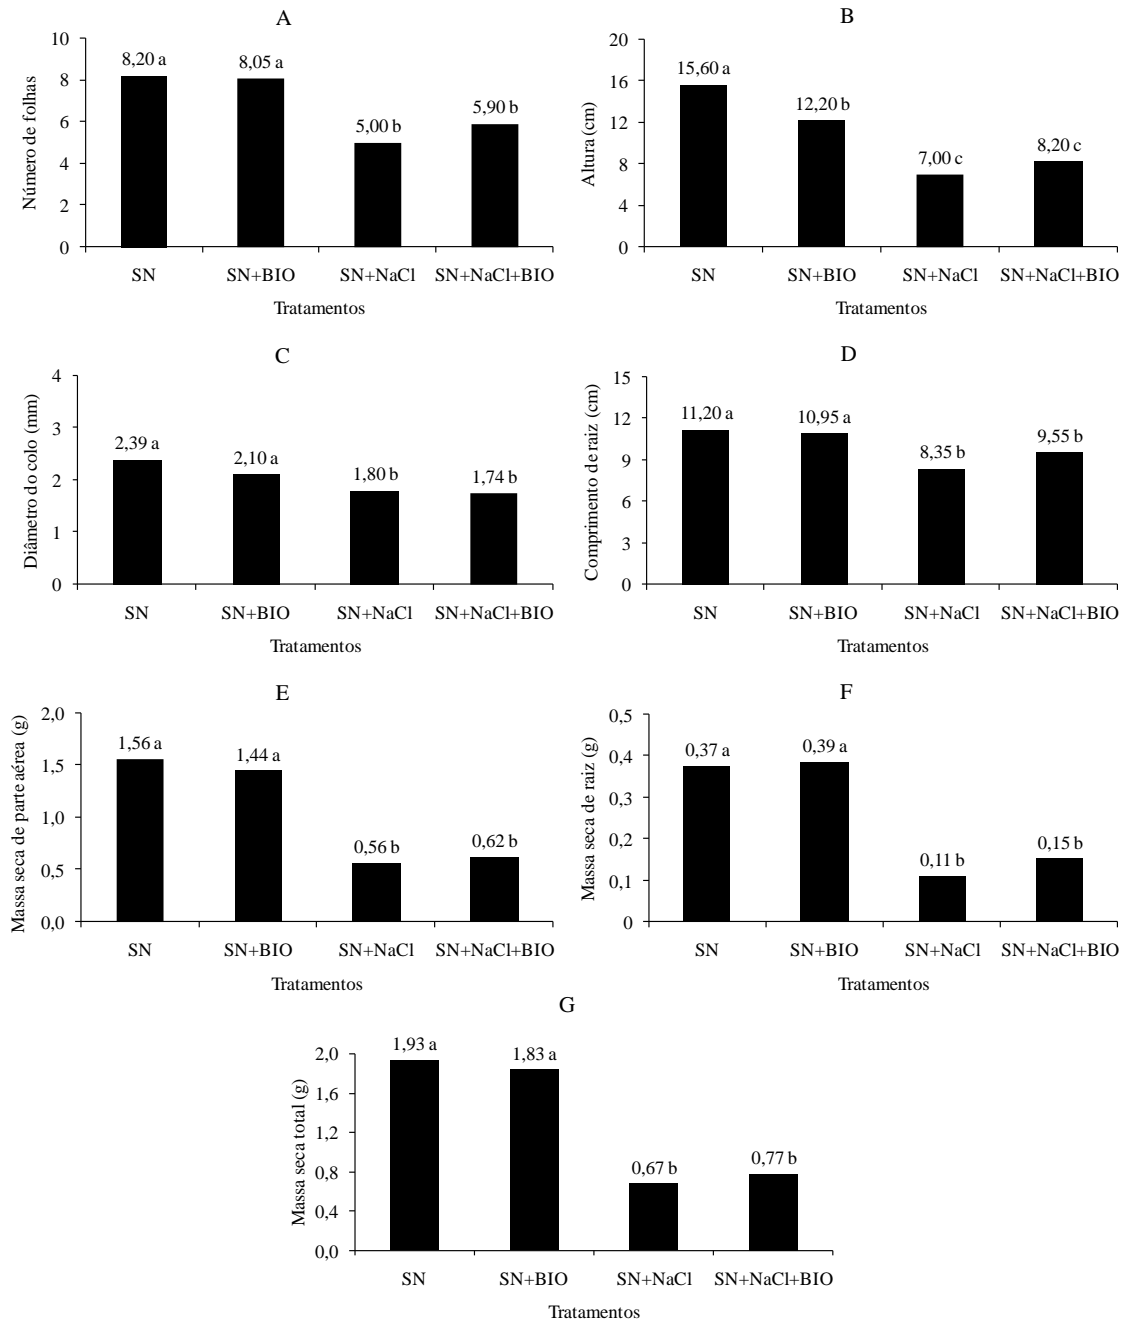 A
Número de folhas
10
8
6
4
2
0
8,20 a
8,05 a
5,00 b
5,90 b
SN
SN+BIO
SN+NaCl
SN+NaCl+BIO
Tratamentos
B
Altura (cm)
20
16
12
8
4
0
15,60 a
12,20 b
7,00 c
8,20 c
SN
SN+BIO
SN+NaCl
SN+NaCl+BIO
Tratamentos
C
Diâmetro do colo (mm)
4
3
2
1
0
2,39 a
2,10 a
1,80 b
1,74 b
SN
SN+BIO
SN+NaCl
SN+NaCl+BIO
Tratamentos
D
Comprimento de raiz (cm)
15
12
9
6
3
0
11,20 a
10,95 a
8,35 b
9,55 b
SN
SN+BIO
SN+NaCl
SN+NaCl+BIO
Tratamentos
E
Massa seca de parte aérea (g)
2,0
1,5
1,0
0,5
0,0
1,56 a
1,44 a
0,56 b
0,62 b
SN
SN+BIO
SN+NaCl
SN+NaCl+BIO
Tratamentos
F
Massa seca de raiz (g)
0,5
0,4
0,3
0,2
0,1
0
0,37 a
0,39 a
0,11 b
0,15 b
SN
SN+BIO
SN+NaCl
SN+NaCl+BIO
Tratamentos
G
Massa seca total (g)
2,0
1,6
1,2
0,8
0,4
0,0
1,93 a
1,83 a
0,67 b
0,77 b
SN
SN+BIO
SN+NaCl
SN+NaCl+BIO
Tratamentos